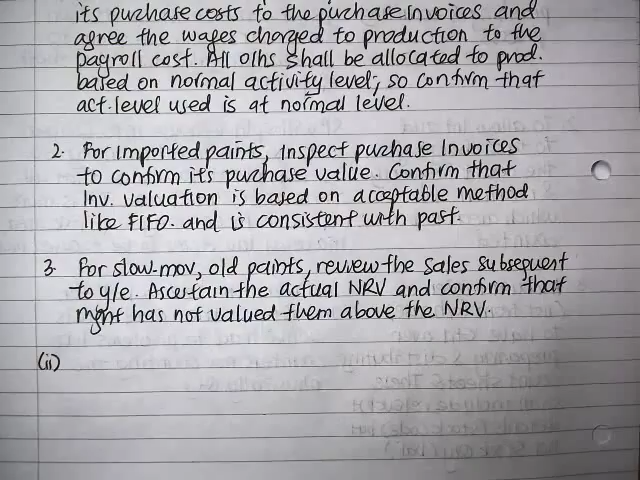 its purchase costs to the purchase invoices and
agree the wages charged to production to the
payroll cost. All o/hs shall be allocated to prod.
based on normal activity level, so confirm that
act. level used is at normal level.
2. For imported paints, inspect purchase invoices
to confirm its purchase value. Confirm that
Inv. valuation is based on acceptable method
like FIFO. and is consistent with past.
3. For slow-mov, old paints, review the sales subsequent
to y/e. Ascertain the actual NRV and confirm that
mgnt has not valued them above the NRV.
(ii)